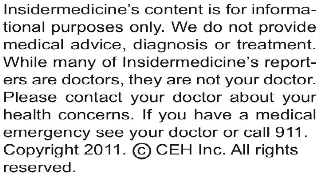 Insidermedicine's content is for informa-
tional purposes only. We do not provide
medical advice, diagnosis or treatment.
While many of Insidermedicine's report-
ers are doctors, they are not your doctor.
Please contact your doctor about your
health concerns. If you have a medical
emergency see your doctor or call 911.
Copyright 2011. © CEH Inc. All rights
reserved.